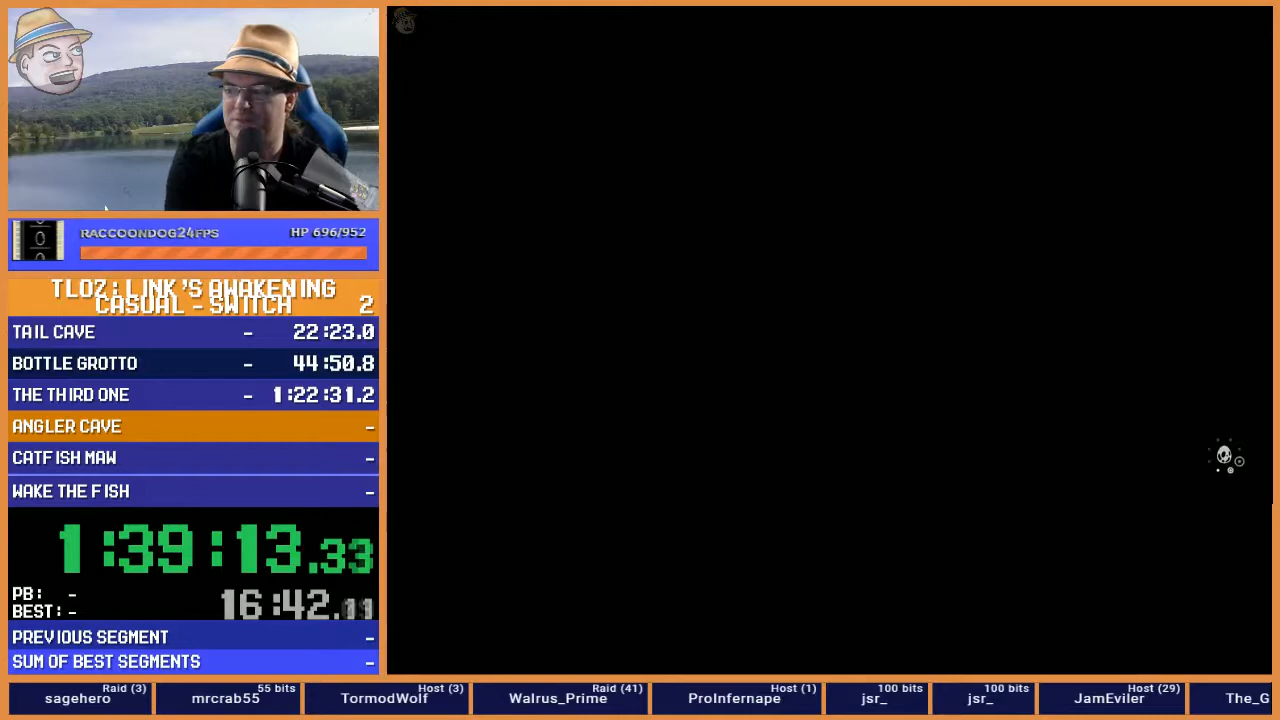 0
RACCOONDOG24FPS HP 696/952
TLOZ: LINK'S AWAKENING
CASUAL - SWITCH 2
TAIL CAVE - 22:23.0
BOTTLE GROTTO - 44:50.8
THE THIRD ONE - 1:22:31.2
ANGLER CAVE -
CATFISH MAW -
WAKE THE FISH -
1:39:13.33
PB: -
BEST: - 16:42.11
PREVIOUS SEGMENT -
SUM OF BEST SEGMENTS -
Raid (3) 55 bits Host (3) Raid (41) Host (1) 100 bits 100 bits Host (29)
sagehero mrcrab55 TormodWolf Walrus_Prime ProInfernape jsr_ jsr_ JamEviler The_G